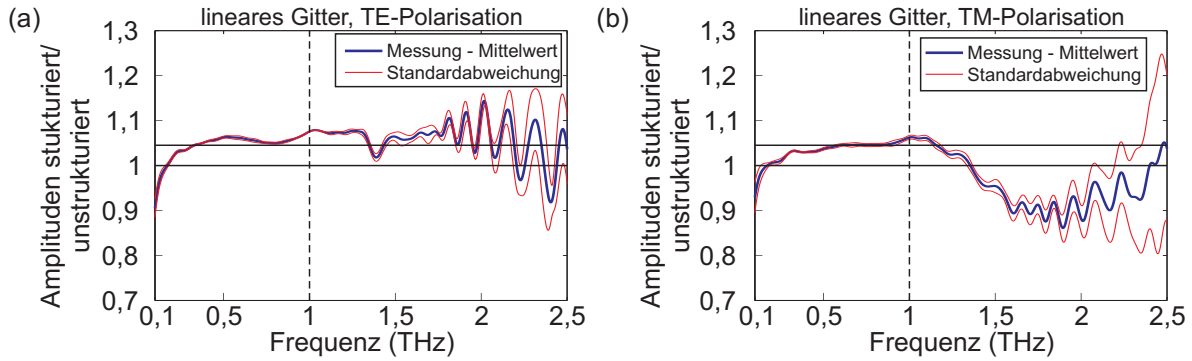 (a)
lineares Gitter, TE-Polarisation
Amplituden stukturiert/
unstrukturiert
1,3
1,2
1,1
1
0,9
0,8
0,7
Messung - Mittelwert
Standardabweichung
0,1
0,5
1
1,5
2
2,5
Frequenz (THz)
(b)
lineares Gitter, TM-Polarisation
Amplituden stukturiert/
unstrukturiert
1,3
1,2
1,1
1
0,9
0,8
0,7
Messung - Mittelwert
Standardabweichung
0,1
0,5
1
1,5
2
2,5
Frequenz (THz)